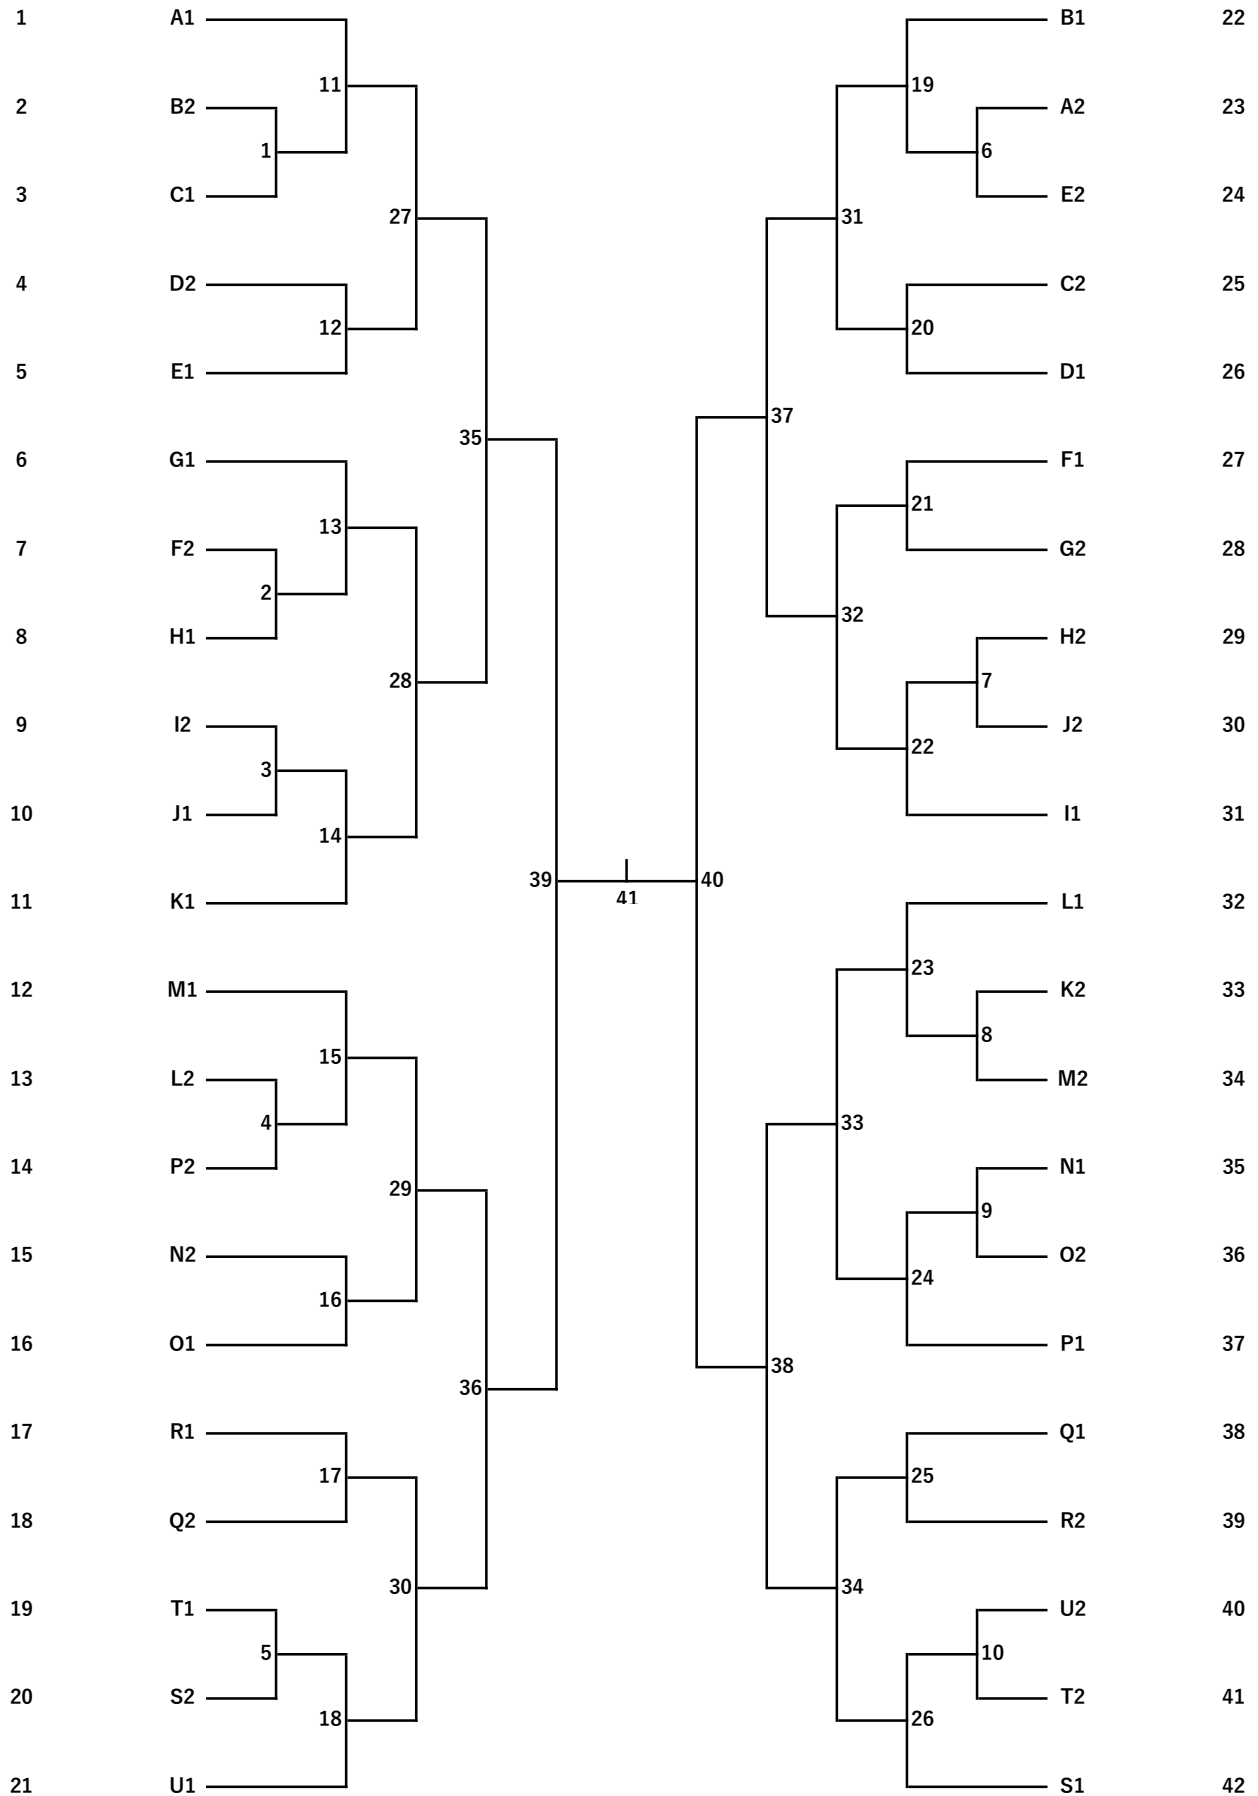 1 A1 B1 22
11 19
2 B2 A2 23
1 6
3 C1 E2 24
27 31
4 D2 C2 25
12 20
5 E1 D1 26
37
35
6 G1 F1 27
21
13
7 F2 G2 28
2
32
8 H1 H2 29
28 7
9 I2 J2 30
22
3
10 J1 I1 31
14
39 40
41
11 K1 L1 32
23
12 M1 K2 33
8
15
13 L2 M2 34
4 33
14 P2 N1 35
29
9
15 N2 O2 36
24
16
16 O1 P1 37
38
36
17 R1 Q1 38
17 25
18 Q2 R2 39
30 34
19 T1 U2 40
5 10
20 S2 T2 41
18 26
21 U1 S1 42